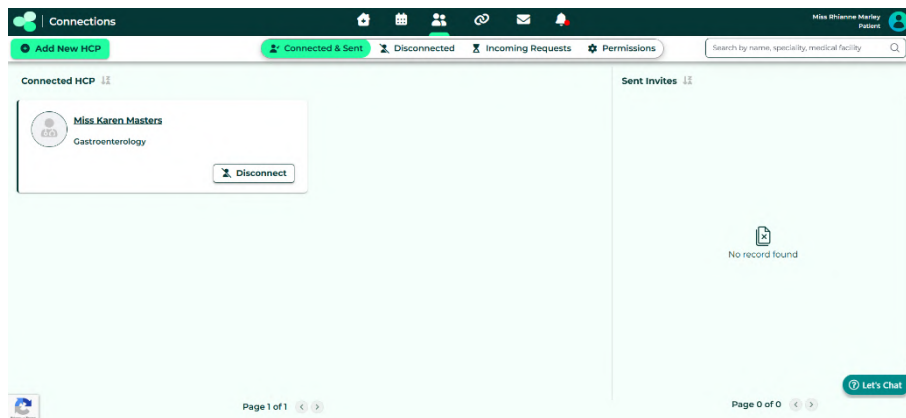 Connections
Miss Rhianne Marley
Patient
Add New HCP
Connected & Sent
Disconnected
Incoming Requests
Permissions
Search by name, speciality, medical facility
Connected HCP
Sent Invites
Miss Karen Masters
Gastroenterology
Disconnect
No record found
Let's Chat
Page 1 of 1
Page 0 of 0